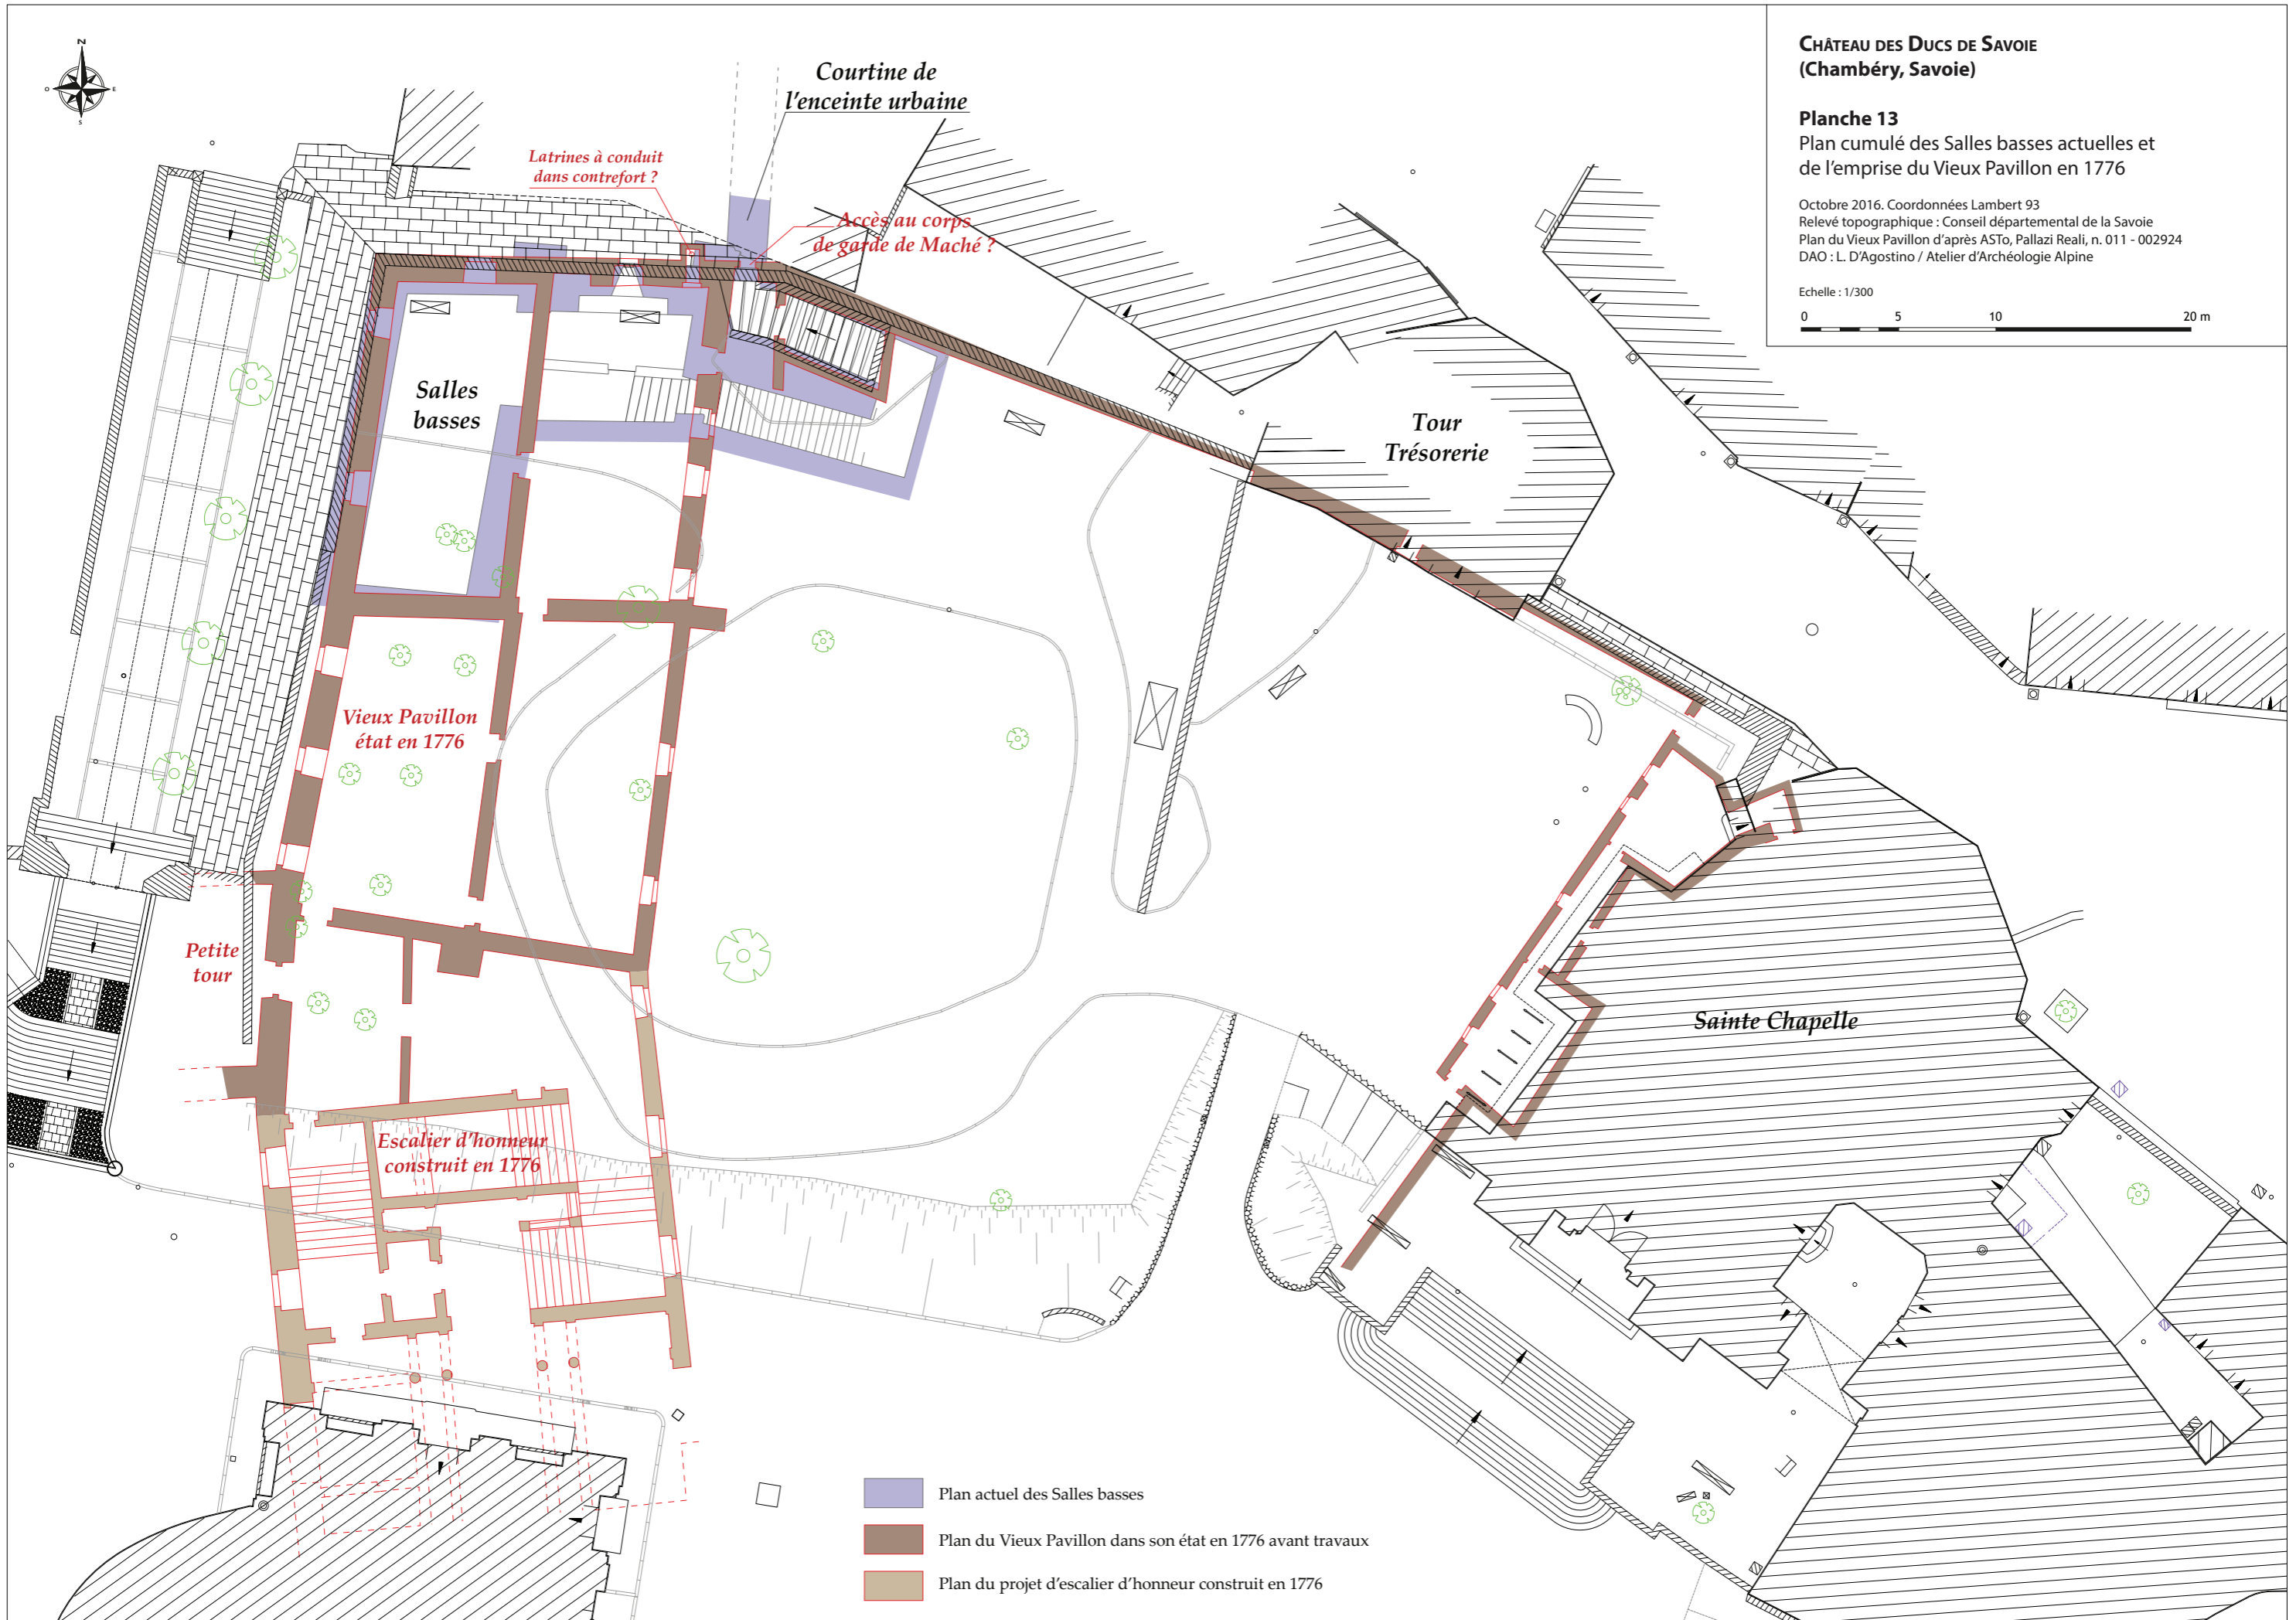 CHÂTEAU DES DUCS DE SAVOIE
(Chambéry, Savoie)
Planche 13
Plan cumulé des Salles basses actuelles et
de l'emprise du Vieux Pavillon en 1776
Octobre 2016. Coordonnées Lambert 93
Relevé topographique : Conseil départemental de la Savoie
Plan du Vieux Pavillon d'après ASTo, Pallazi Reali, n. 011 - 002924
DAO : L. D'Agostino / Atelier d'Archéologie Alpine
Echelle : 1/300
0 5 10 20 m
N
O E
S
Courtine de
l'enceinte urbaine
Latrines à conduit
dans contrefort ?
Accès au corps
de garde de Maché ?
Salles
basses
Tour
Trésorerie
Vieux Pavillon
état en 1776
Petite
tour
Sainte Chapelle
Escalier d'honneur
construit en 1776
Plan actuel des Salles basses
Plan du Vieux Pavillon dans son état en 1776 avant travaux
Plan du projet d'escalier d'honneur construit en 1776